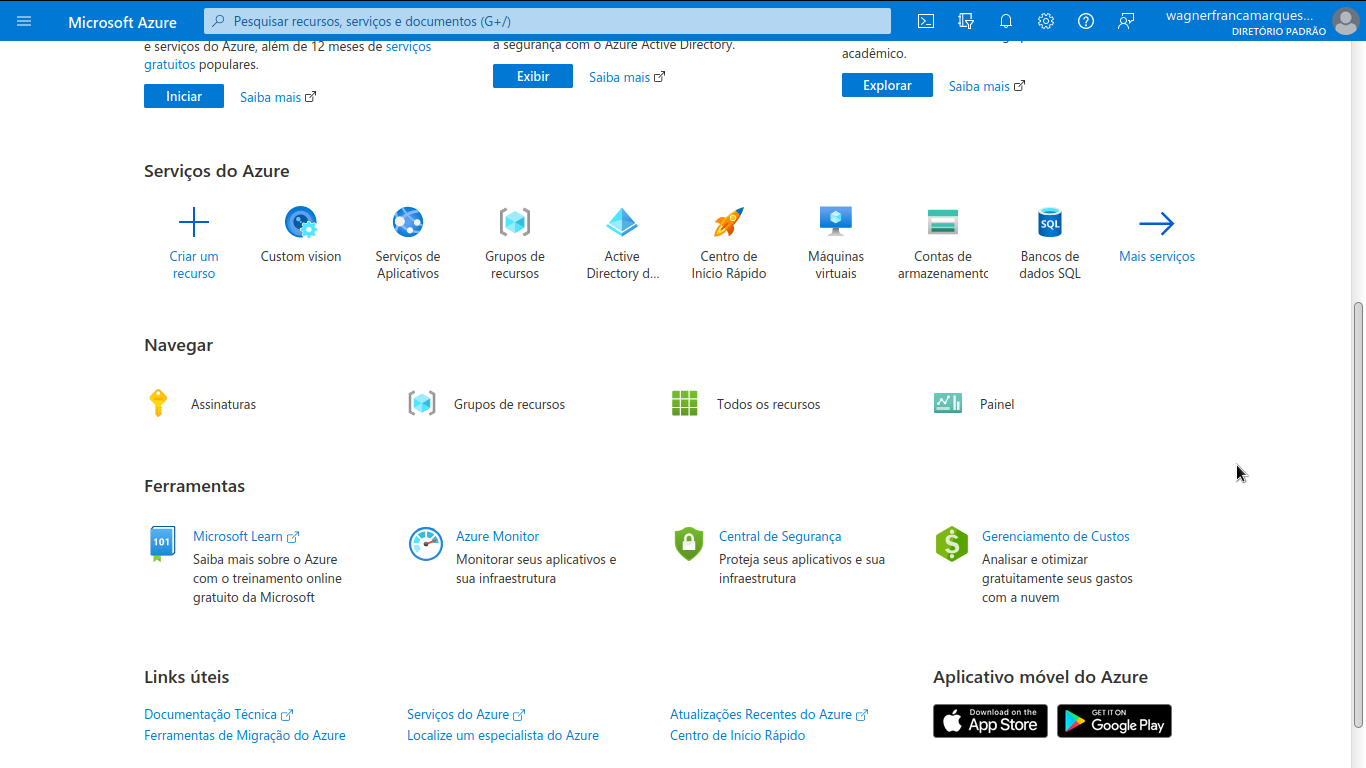 Microsoft Azure
Pesquisar recursos, serviços e documentos (G+/)
wagnerfrancamarques...
DIRETÓRIO PADRÃO
e serviços do Azure, além de 12 meses de serviços
gratuitos populares.
Iniciar
Saiba mais
a segurança com o Azure Active Directory.
Exibir
Saiba mais
acadêmico.
Explorar
Saiba mais
Serviços do Azure
Criar um
recurso
Custom vision
Serviços de
Aplicativos
Grupos de
recursos
Active
Directory d...
Centro de
Início Rápido
Máquinas
virtuais
Contas de
armazenamento
SQL
Bancos de
dados SQL
Mais serviços
Navegar
Assinaturas
Grupos de recursos
Todos os recursos
Painel
Ferramentas
101
Microsoft Learn
Saiba mais sobre o Azure
com o treinamento online
gratuito da Microsoft
Azure Monitor
Monitorar seus aplicativos e
sua infraestrutura
Central de Segurança
Proteja seus aplicativos e sua
infraestrutura
$
Gerenciamento de Custos
Analisar e otimizar
gratuitamente seus gastos
com a nuvem
Links úteis
Documentação Técnica
Ferramentas de Migração do Azure
Serviços do Azure
Localize um especialista do Azure
Atualizações Recentes do Azure
Centro de Início Rápido
Aplicativo móvel do Azure
Download on the
App Store
GET IT ON
Google Play